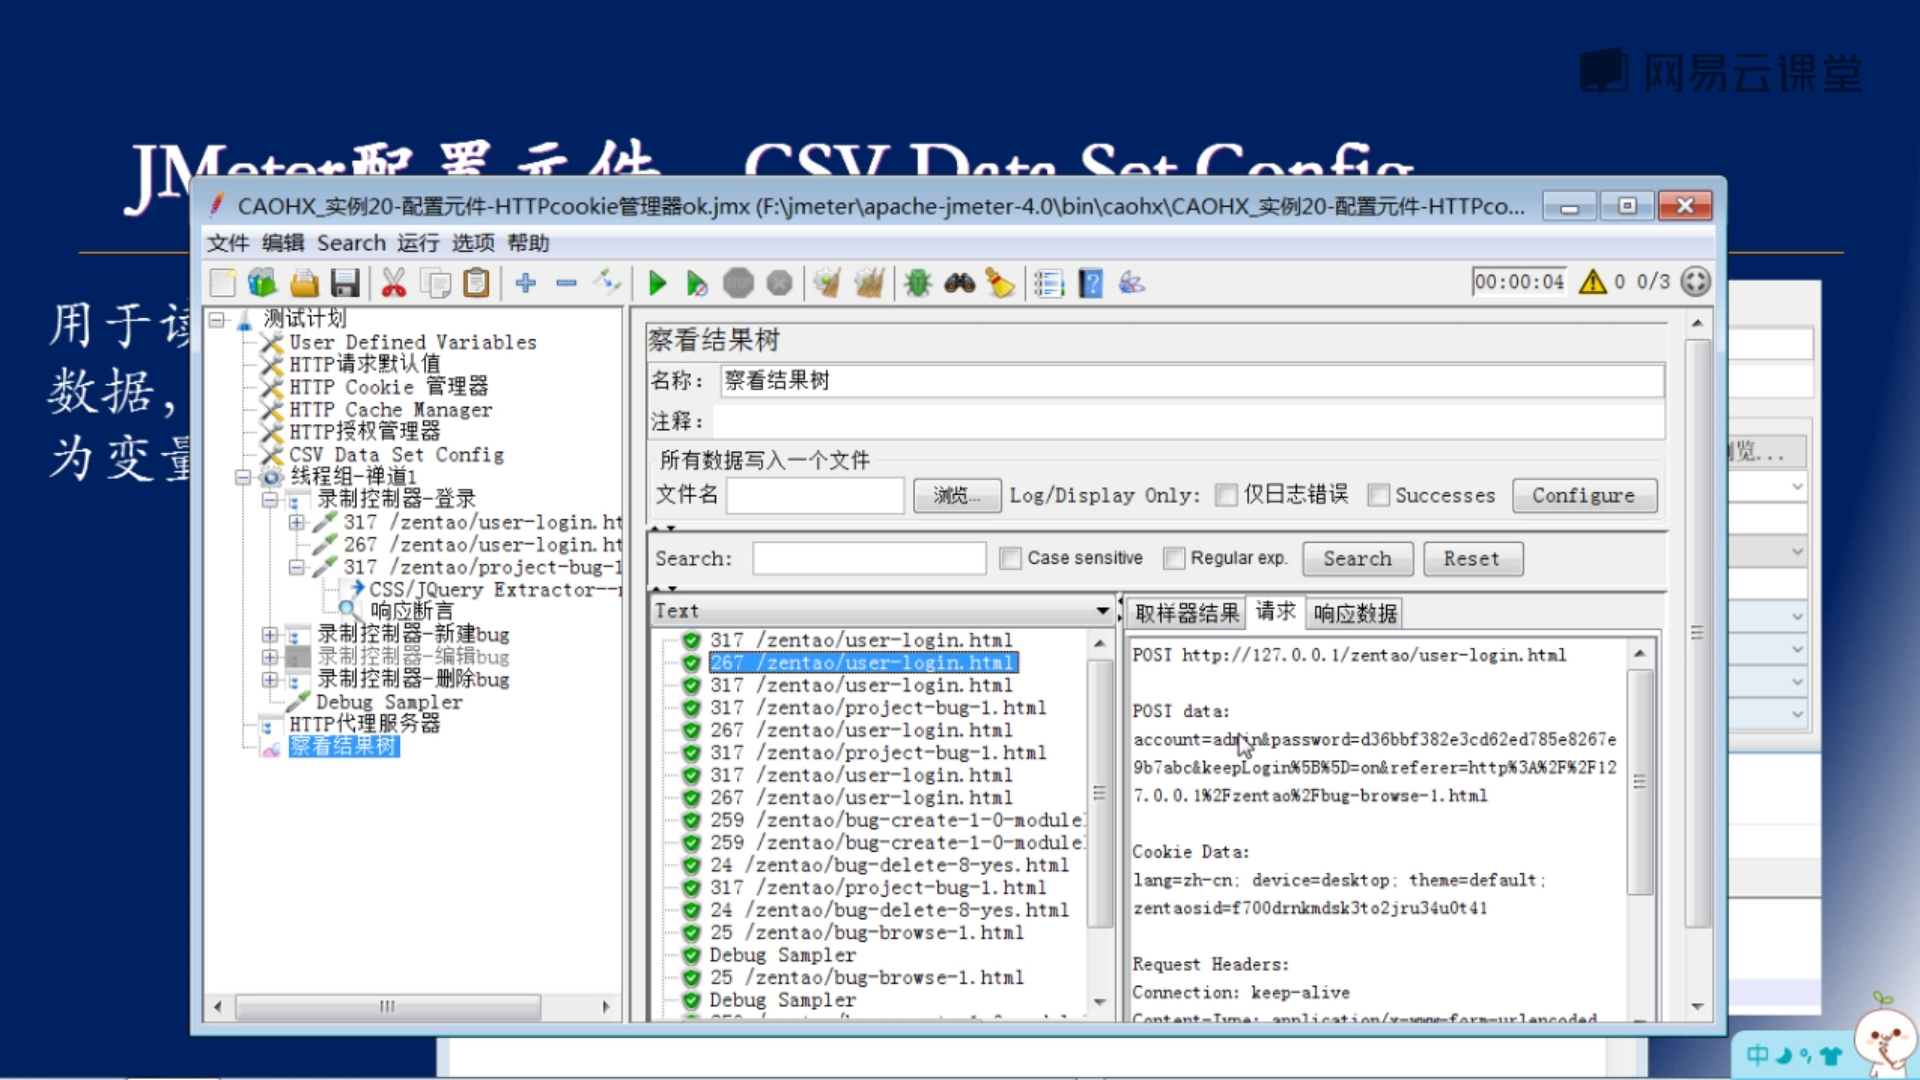 网易云课堂
JMeter配置元件 CSV Data Set Config
用于读
数据，
为变量
CAOHX_实例20-配置元件-HTTPcookie管理器ok.jmx (F:\jmeter\apache-jmeter-4.0\bin\caohx\CAOHX_实例20-配置元件-HTTPco...
文件 编辑 Search 运行 选项 帮助
00:00:04 0 0/3
测试计划
User Defined Variables
HTTP请求默认值
HTTP Cookie 管理器
HTTP Cache Manager
HTTP授权管理器
CSV Data Set Config
线程组-禅道1
录制控制器-登录
317 /zentao/user-login.ht
267 /zentao/user-login.ht
317 /zentao/project-bug-1
CSS/JQuery Extractor--
响应断言
录制控制器-新建bug
录制控制器-编辑bug
录制控制器-删除bug
Debug Sampler
HTTP代理服务器
察看结果树
察看结果树
名称： 察看结果树
注释：
所有数据写入一个文件
文件名 浏览... Log/Display Only: 仅日志错误 Successes Configure
Search: Case sensitive Regular exp. Search Reset
Text
317 /zentao/user-login.html
267 /zentao/user-login.html
317 /zentao/user-login.html
317 /zentao/project-bug-1.html
267 /zentao/user-login.html
317 /zentao/project-bug-1.html
317 /zentao/user-login.html
267 /zentao/user-login.html
259 /zentao/bug-create-1-0-module
259 /zentao/bug-create-1-0-module
24 /zentao/bug-delete-8-yes.html
317 /zentao/project-bug-1.html
24 /zentao/bug-delete-8-yes.html
25 /zentao/bug-browse-1.html
Debug Sampler
25 /zentao/bug-browse-1.html
Debug Sampler
取样器结果 请求 响应数据
POST http://127.0.0.1/zentao/user-login.html
POST data:
account=admin&password=d36bbf382e3cd62ed785e8267e
9b7abc&keepLogin%5B%5D=on&referer=http%3A%2F%2F12
7.0.0.1%2Fzentao%2Fbug-browse-1.html
Cookie Data:
lang=zh-cn; device=desktop; theme=default;
zentaosid=f700drnkmdsk3to2jru34u0t41
Request Headers:
Connection: keep-alive
Content-Type: application/x-www-form-urlencoded
览...
中